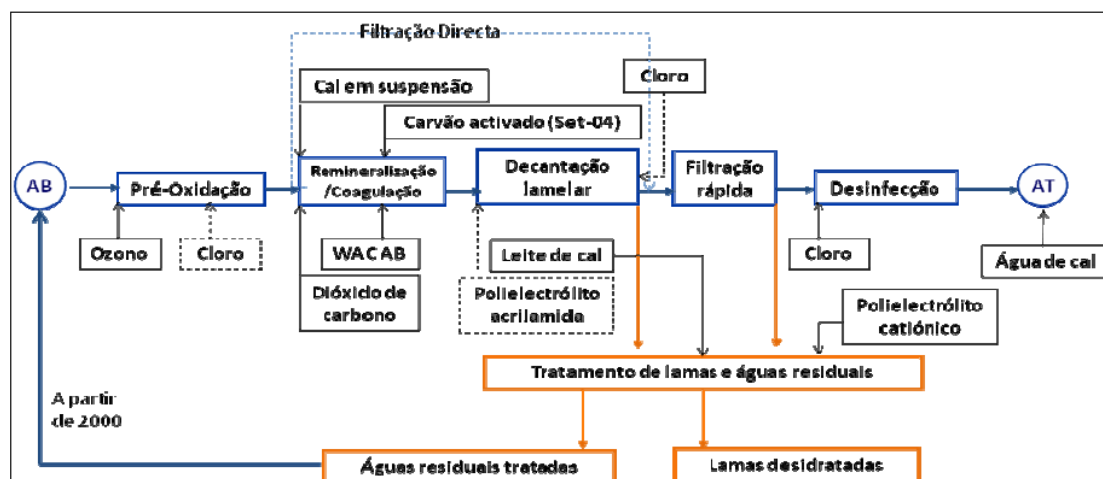 Filtração Directa
Cal em suspensão
Cloro
Carvão activado (Set-04)
AB
Pré-Oxidação
Remineralização
/Coagulação
Decantação
lamelar
Filtração
rápida
Desinfecção
AT
Ozono
Cloro
WAC AB
Leite de cal
Cloro
Água de cal
Dióxido de
carbono
Polielectrólito
acrilamida
Polielectrólito
catiónico
Tratamento de lamas e águas residuais
A partir
de 2000
Águas residuais tratadas
Lamas desidratadas